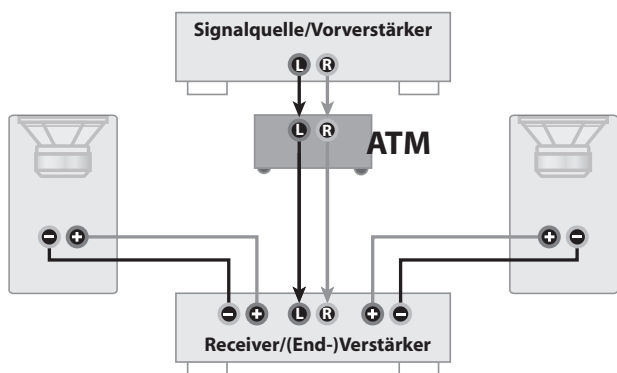 Signalquelle/Vorverstärker
L R
L R
ATM
− + + −
− + L R + −
Receiver/(End-)Verstärker